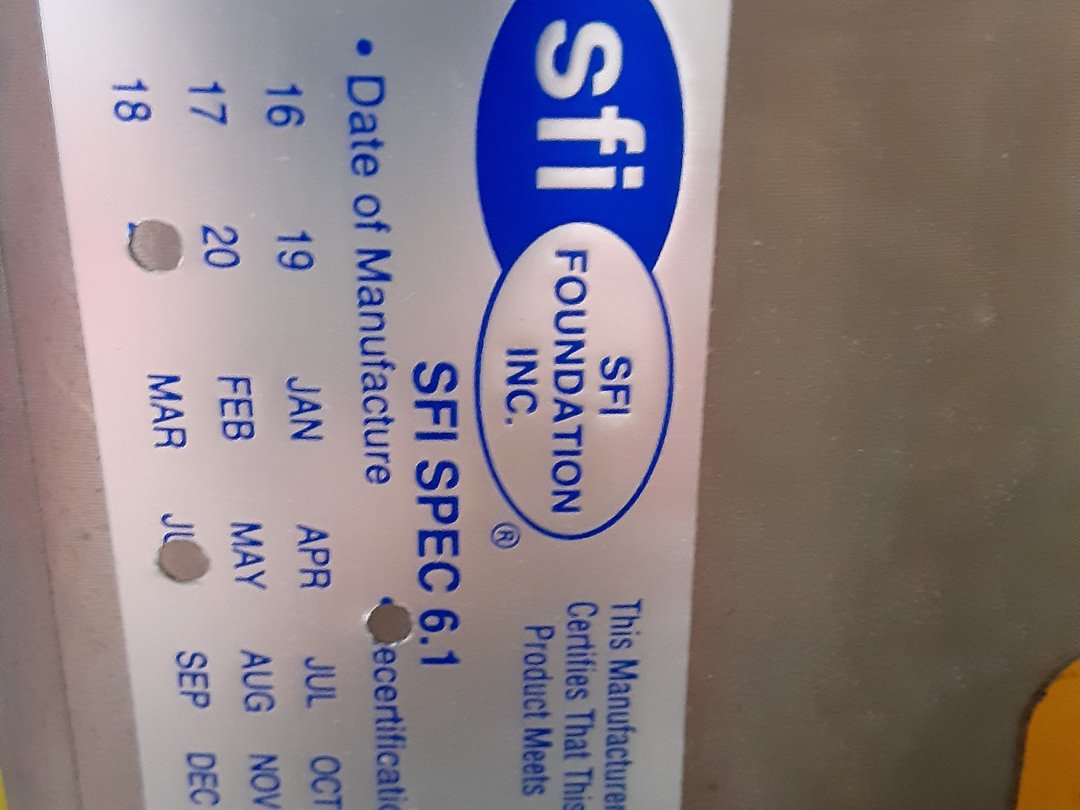 sfi
SFI
FOUNDATION
INC.
®
This Manufacturer
Certifies That This
Product Meets
SFI SPEC 6.1
• Date of Manufacture
16 19 JAN APR JUL OCT
17 20 FEB MAY AUG NOV
18 MAR SEP DEC